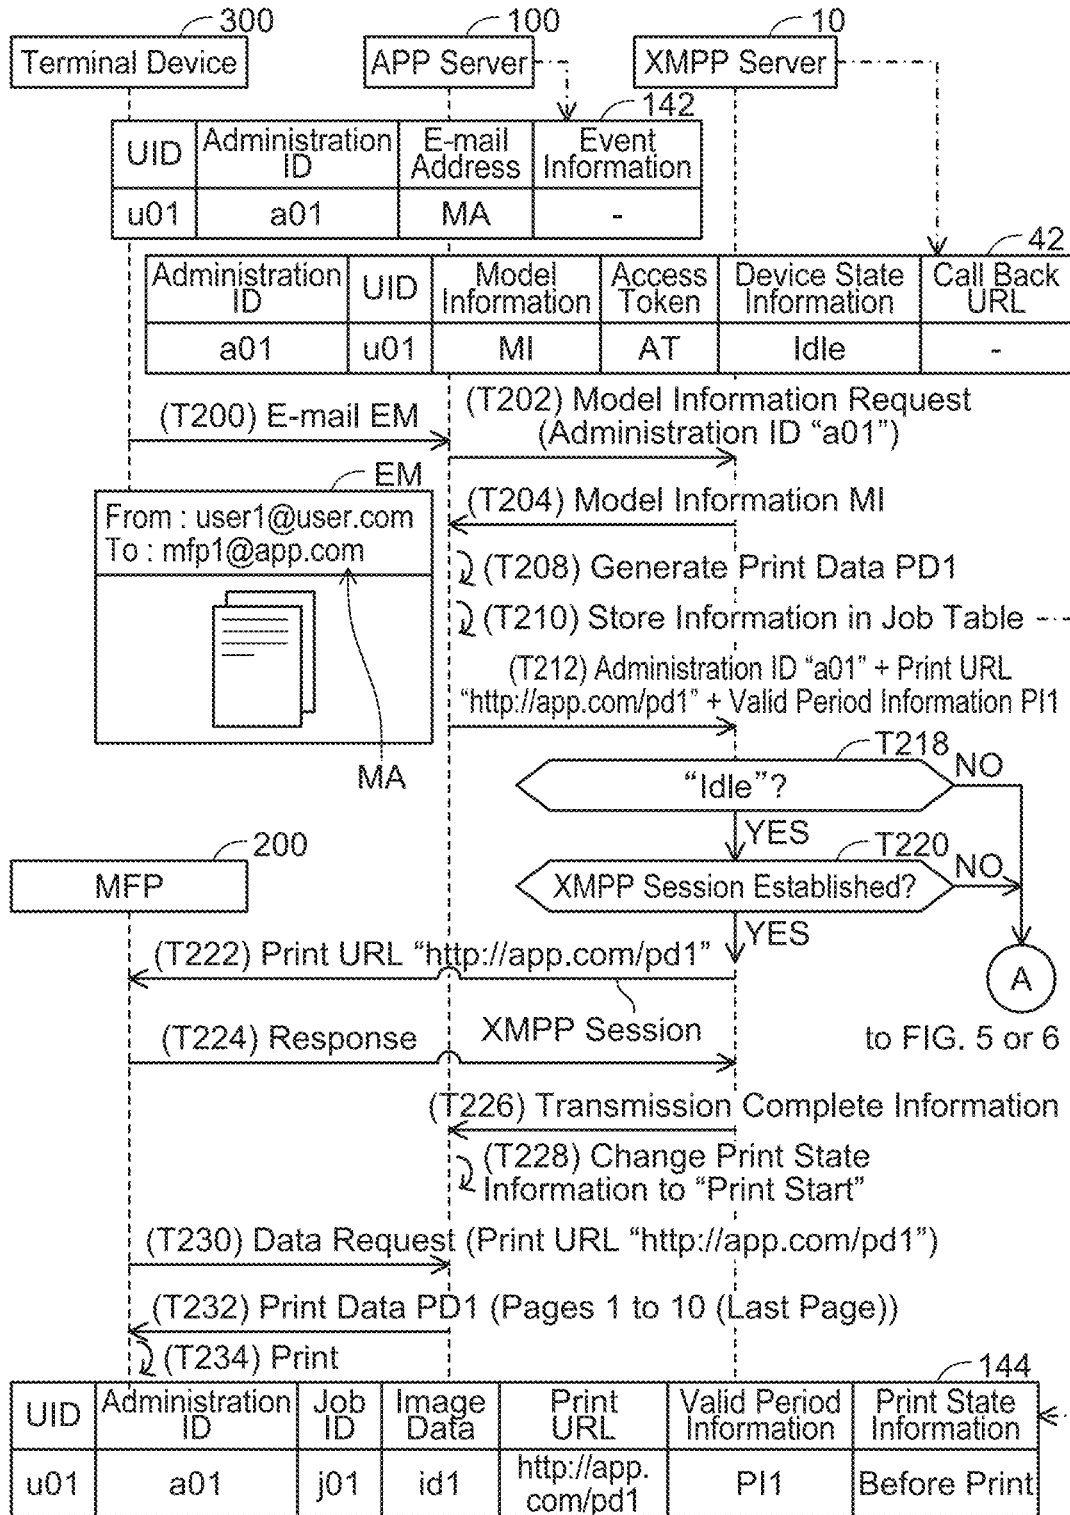 300
100
10
Terminal Device
APP Server
XMPP Server
142
UID
Administration
ID
E-mail
Address
Event
Information
u01
a01
MA
-
42
Administration
ID
UID
Model
Information
Access
Token
Device State
Information
Call Back
URL
a01
u01
MI
AT
Idle
-
(T200) E-mail EM
(T202) Model Information Request
(Administration ID “a01”)
EM
From : user1@user.com
To : mfp1@app.com
MA
(T204) Model Information MI
(T208) Generate Print Data PD1
(T210) Store Information in Job Table
(T212) Administration ID “a01” + Print URL
“http://app.com/pd1” + Valid Period Information PI1
T218
“Idle”?
NO
YES
T220
XMPP Session Established?
NO
YES
200
MFP
(T222) Print URL “http://app.com/pd1”
XMPP Session
A
to FIG. 5 or 6
(T224) Response
(T226) Transmission Complete Information
(T228) Change Print State
Information to “Print Start”
(T230) Data Request (Print URL “http://app.com/pd1”)
(T232) Print Data PD1 (Pages 1 to 10 (Last Page))
(T234) Print
144
UID
Administration
ID
Job
ID
Image
Data
Print
URL
Valid Period
Information
Print State
Information
u01
a01
j01
id1
http://app.
com/pd1
PI1
Before Print